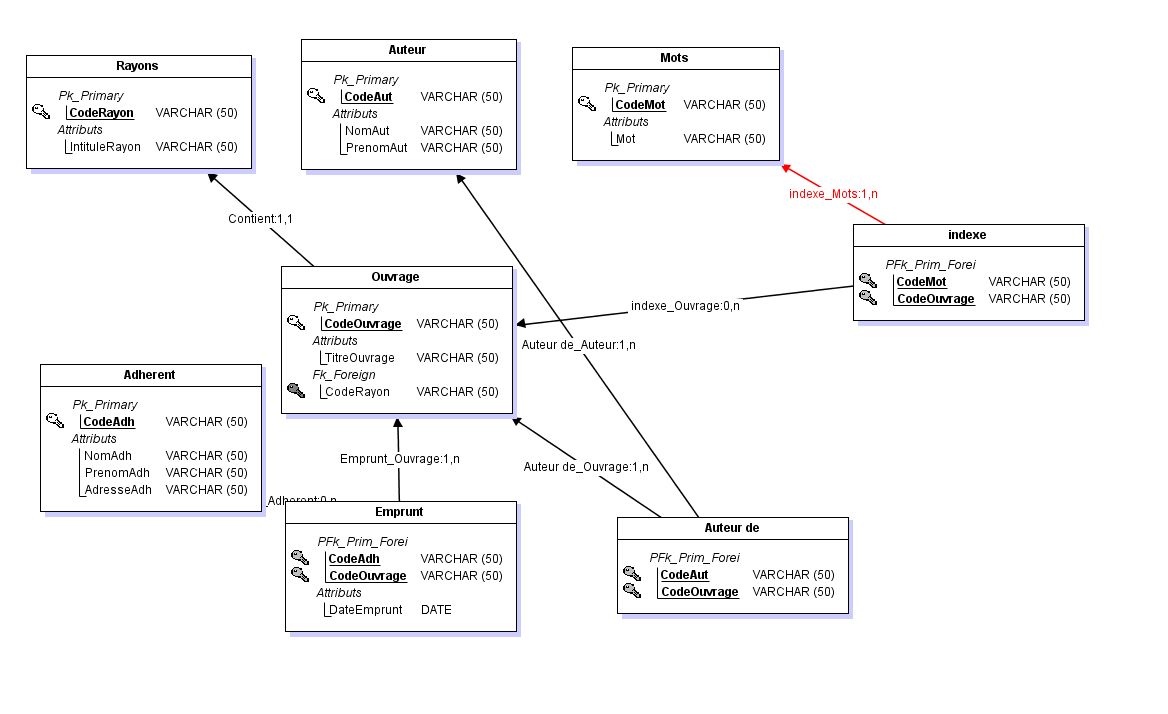 Rayons
Pk_Primary
CodeRayon VARCHAR (50)
Attributs
IntituleRayon VARCHAR (50)
Auteur
Pk_Primary
CodeAut VARCHAR (50)
Attributs
NomAut VARCHAR (50)
PrenomAut VARCHAR (50)
Mots
Pk_Primary
CodeMot VARCHAR (50)
Attributs
Mot VARCHAR (50)
indexe_Mots:1,n
Contient:1,1
indexe
PFk_Prim_Forei
CodeMot VARCHAR (50)
CodeOuvrage VARCHAR (50)
Ouvrage
Pk_Primary
CodeOuvrage VARCHAR (50)
Attributs
TitreOuvrage VARCHAR (50)
Fk_Foreign
CodeRayon VARCHAR (50)
indexe_Ouvrage:0,n
Auteur de_Auteur:1,n
Adherent
Pk_Primary
CodeAdh VARCHAR (50)
Attributs
NomAdh VARCHAR (50)
PrenomAdh VARCHAR (50)
AdresseAdh VARCHAR (50)
Emprunt_Ouvrage:1,n
Auteur de_Ouvrage:1,n
_Adherent:0,n
Emprunt
PFk_Prim_Forei
CodeAdh VARCHAR (50)
CodeOuvrage VARCHAR (50)
Attributs
DateEmprunt DATE
Auteur de
PFk_Prim_Forei
CodeAut VARCHAR (50)
CodeOuvrage VARCHAR (50)